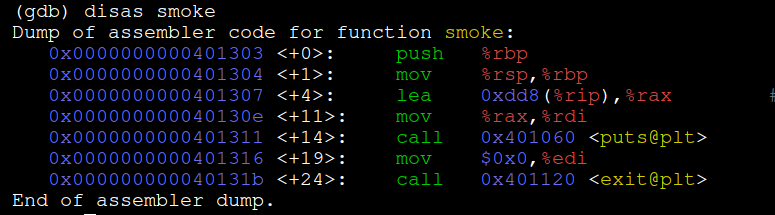 (gdb) disas smoke
Dump of assembler code for function smoke:
   0x0000000000401303 <+0>:     push   %rbp
   0x0000000000401304 <+1>:     mov    %rsp,%rbp
   0x0000000000401307 <+4>:     lea    0xdd8(%rip),%rax        #
   0x000000000040130e <+11>:    mov    %rax,%rdi
   0x0000000000401311 <+14>:    call   0x401060 <puts@plt>
   0x0000000000401316 <+19>:    mov    $0x0,%edi
   0x000000000040131b <+24>:    call   0x401120 <exit@plt>
End of assembler dump.